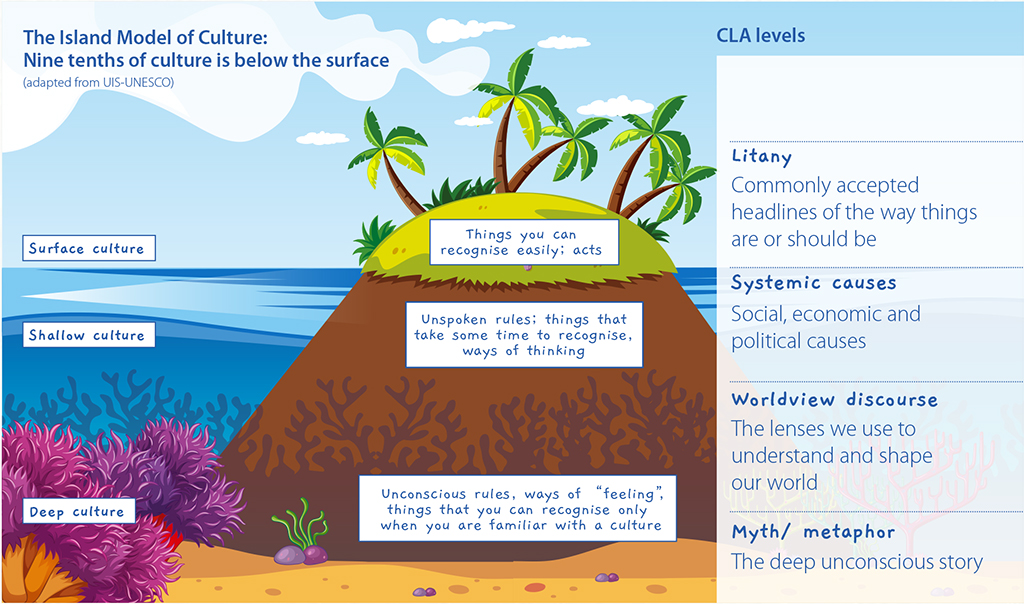 The Island Model of Culture:
Nine tenths of culture is below the surface
(adapted from UIS-UNESCO)
Surface culture
Things you can
recognise easily; acts
Shallow culture
Unspoken rules; things that
take some time to recognise,
ways of thinking
Deep culture
Unconscious rules, ways of “feeling”,
things that you can recognise only
when you are familiar with a culture
CLA levels
Litany
Commonly accepted
headlines of the way things
are or should be
Systemic causes
Social, economic and
political causes
Worldview discourse
The lenses we use to
understand and shape
our world
Myth/ metaphor
The deep unconscious story